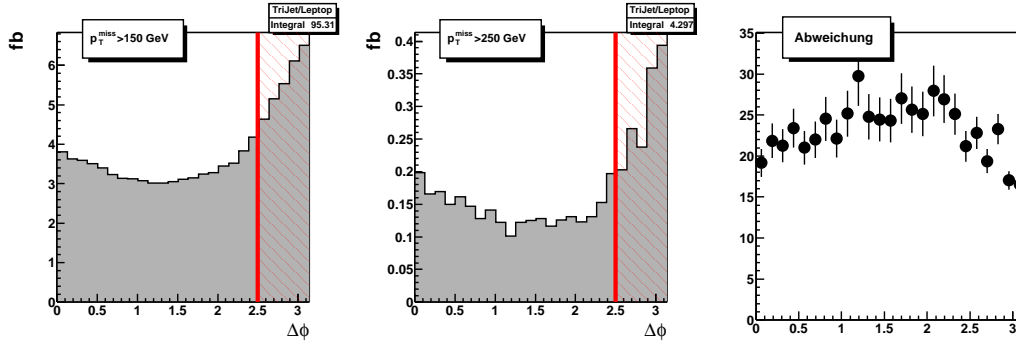 TriJet/Leptop
Integral 95.31
p_T^miss>150 GeV
fb
6
5
4
3
2
1
0
0 0.5 1 1.5 2 2.5 3
Δϕ
TriJet/Leptop
Integral 4.297
p_T^miss>250 GeV
fb
0.4
0.35
0.3
0.25
0.2
0.15
0.1
0.05
0
0 0.5 1 1.5 2 2.5 3
Δϕ
Abweichung
35
30
25
20
15
10
5
0
0 0.5 1 1.5 2 2.5 3